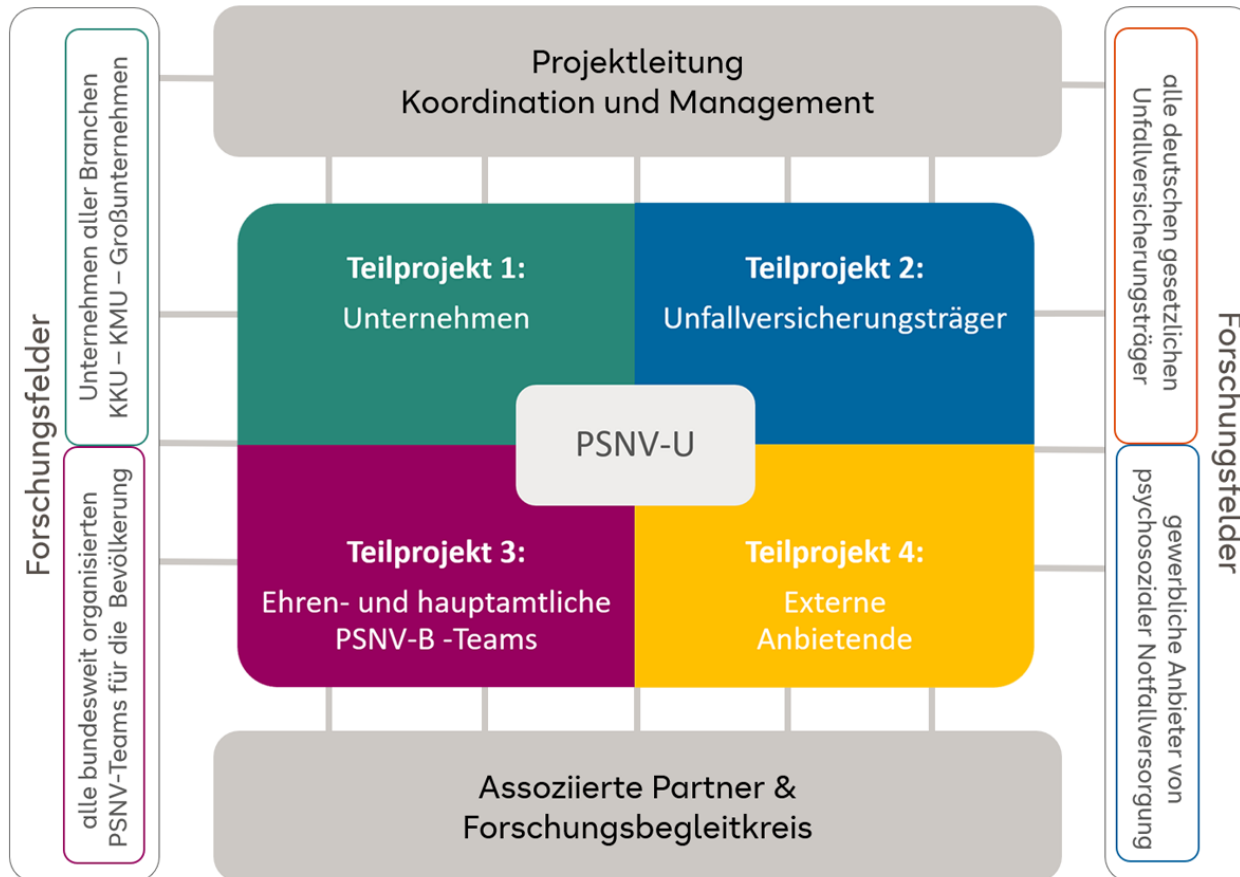 Projektleitung
Koordination und Management
Forschungsfelder
Unternehmen aller Branchen
KKU – KMU – Großunternehmen
alle bundesweit organisierten
PSNV-Teams für die Bevölkerung
Teilprojekt 1:
Unternehmen
Teilprojekt 2:
Unfallversicherungsträger
PSNV-U
Teilprojekt 3:
Ehren- und hauptamtliche
PSNV-B -Teams
Teilprojekt 4:
Externe
Anbietende
alle deutschen gesetzlichen
Unfallversicherungsträger
gewerbliche Anbieter von
psychosozialer Notfallversorgung
Forschungsfelder
Assoziierte Partner &
Forschungsbegleitkreis